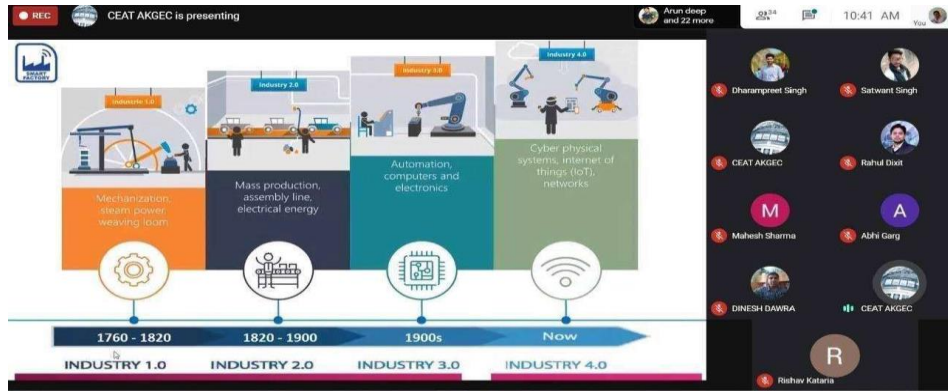 REC
CEAT AKGEC is presenting
Arun deep
and 22 more
34
10:41 AM
You
SMART
FACTORY
Industrie 1.0
Industry 2.0
Industry 3.0
Industry 4.0
Mechanization,
steam power
weaving loom
Mass production,
assembly line,
electrical energy
Automation,
computers and
electronics
Cyber physical
systems, internet of
things (IoT),
networks
1760 - 1820
1820 - 1900
1900s
Now
INDUSTRY 1.0
INDUSTRY 2.0
INDUSTRY 3.0
INDUSTRY 4.0
Dharampreet Singh
Satwant Singh
CEAT AKGEC
Rahul Dixit
M
Mahesh Sharma
A
Abhi Garg
DINESH DAWRA
CEAT AKGEC
R
Rishav Kataria